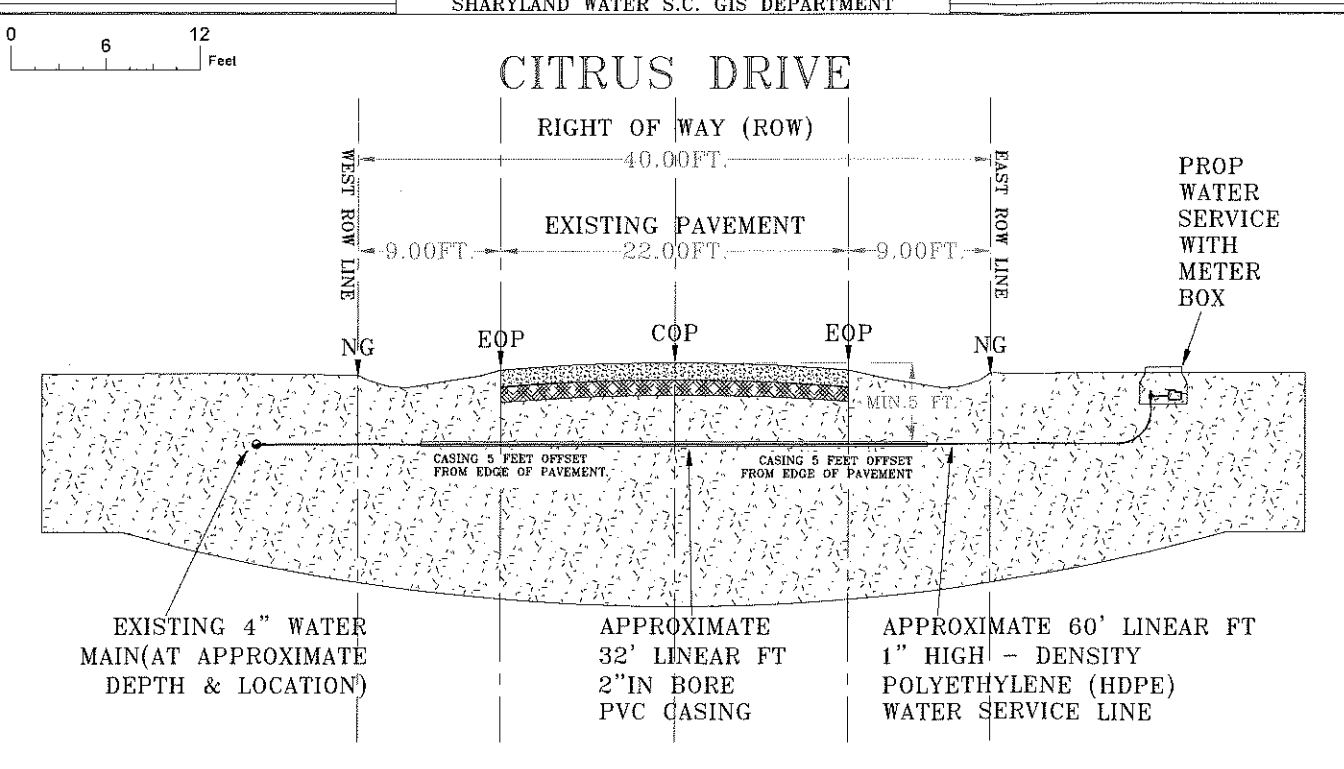 SHARYLAND WATER S.C. GIS DEPARTMENT
0 6 12 Feet
CITRUS DRIVE
RIGHT OF WAY (ROW)
40.00FT.
WEST ROW LINE
EAST ROW LINE
PROP
WATER
SERVICE
WITH
METER
BOX
EXISTING PAVEMENT
9.00FT. 22.00FT. 9.00FT.
NG EOP COP EOP NG
MIN.5 FT.
CASING 5 FEET OFFSET
FROM EDGE OF PAVEMENT
CASING 5 FEET OFFSET
FROM EDGE OF PAVEMENT
EXISTING 4" WATER
MAIN(AT APPROXIMATE
DEPTH & LOCATION)
APPROXIMATE
32' LINEAR FT
2"IN BORE
PVC CASING
APPROXIMATE 60' LINEAR FT
1" HIGH - DENSITY
POLYETHYLENE (HDPE)
WATER SERVICE LINE